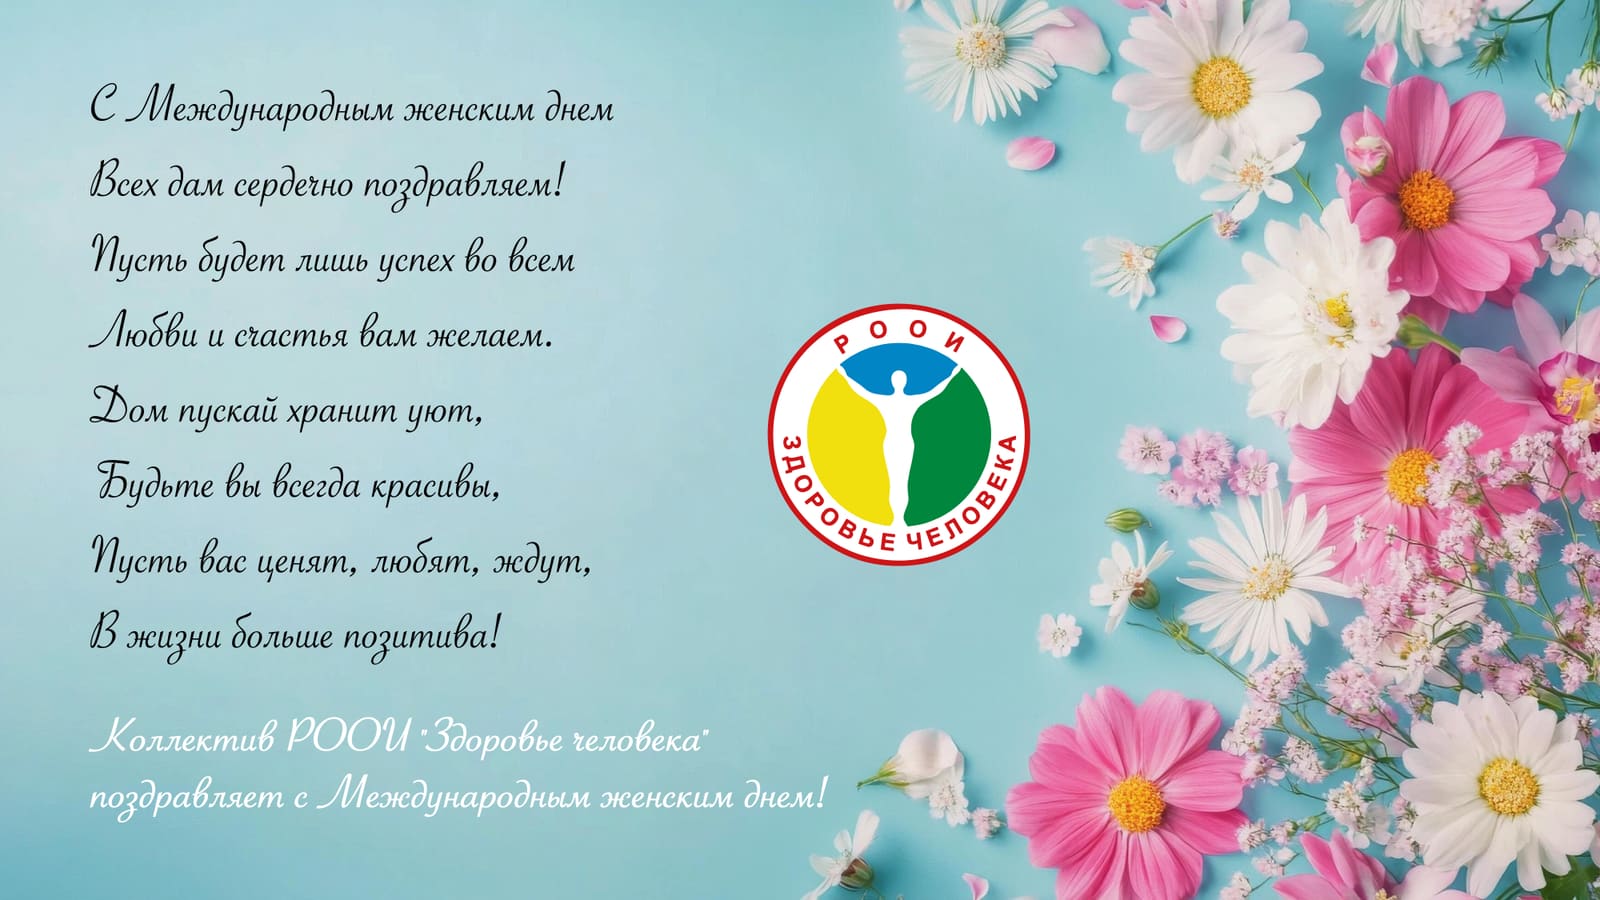 С Международным женским днем
Всех дам сердечно поздравляем!
Пусть будет лишь успех во всем
Любви и счастья вам желаем.
Дом пускай хранит уют,
Будьте вы всегда красивы,
Пусть вас ценят, любят, ждут,
В жизни больше позитива!
Коллектив РООИ "Здоровье человека"
поздравляет с Международным женским днем!
РООИ
ЗДОРОВЬЕ ЧЕЛОВЕКА